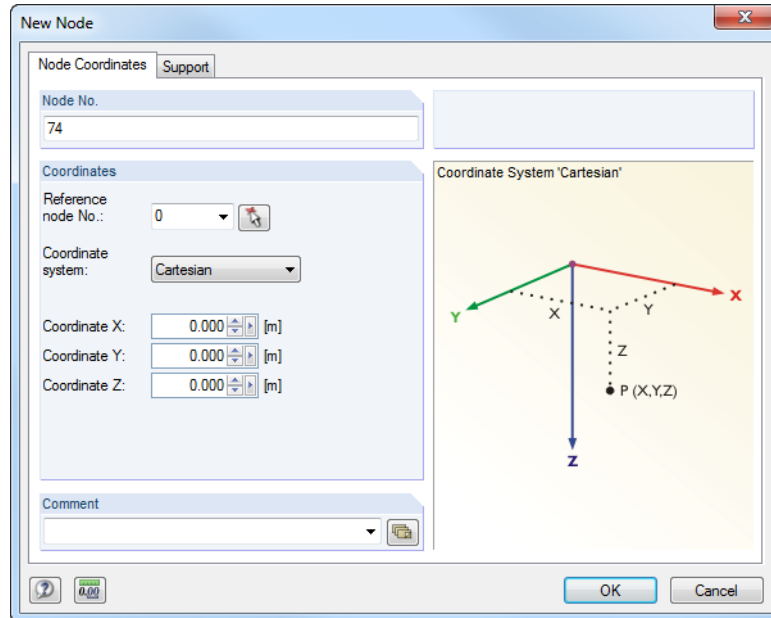 New Node
Node Coordinates
Support
Node No.
74
Coordinates
Reference
node No.:
0
Coordinate
system:
Cartesian
Coordinate X:
0.000
[m]
Coordinate Y:
0.000
[m]
Coordinate Z:
0.000
[m]
Comment
Coordinate System 'Cartesian'
X
Y
X
Y
Z
P (X,Y,Z)
Z
0.00
OK
Cancel